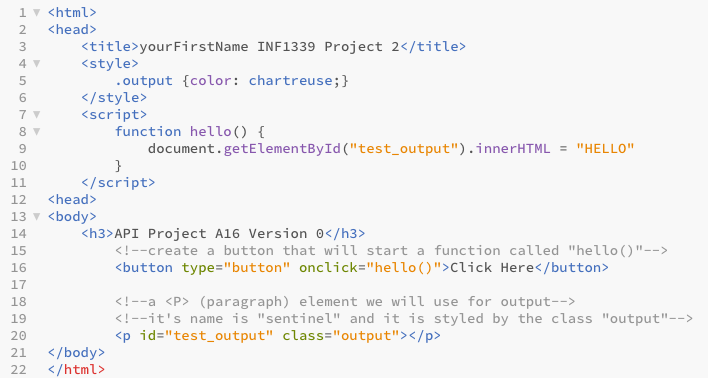 1 <html>
2 <head>
3     <title>yourFirstName INF1339 Project 2</title>
4     <style>
5         .output {color: chartreuse;}
6     </style>
7     <script>
8         function hello() {
9             document.getElementById("test_output").innerHTML = "HELLO"
10         }
11     </script>
12 <head>
13 <body>
14     <h3>API Project A16 Version 0</h3>
15         <!--create a button that will start a function called "hello()"-->
16         <button type="button" onclick="hello()">Click Here</button>
17
18         <!--a <P> (paragraph) element we will use for output-->
19         <!--it's name is "sentinel" and it is styled by the class "output"-->
20         <p id="test_output" class="output"></p>
21 </body>
22 </html>